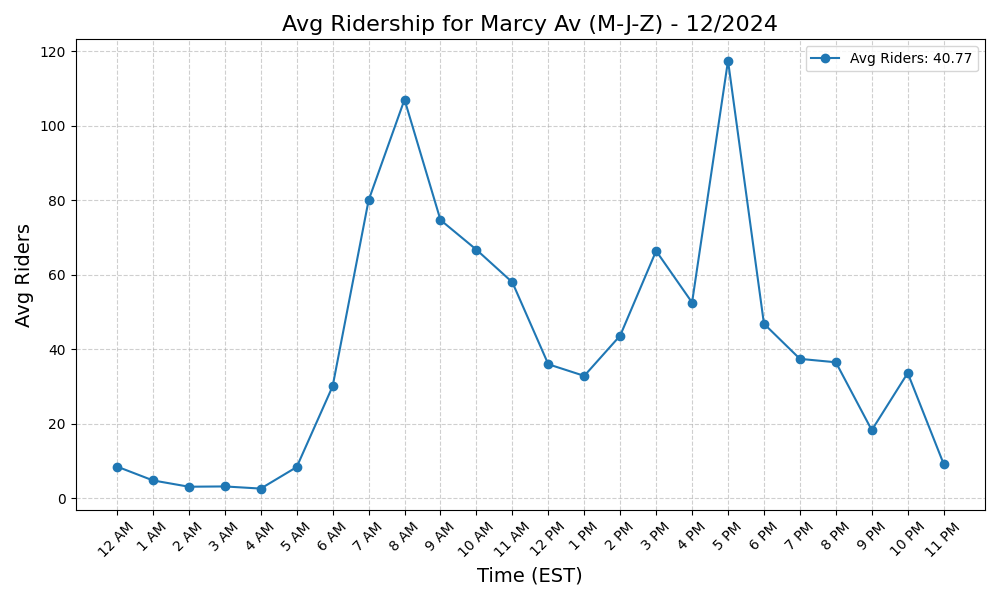 Avg Ridership for Marcy Av (M-J-Z) - 12/2024
Avg Riders: 40.77
Avg Riders
120
100
80
60
40
20
0
12 AM
1 AM
2 AM
3 AM
4 AM
5 AM
6 AM
7 AM
8 AM
9 AM
10 AM
11 AM
12 PM
1 PM
2 PM
3 PM
4 PM
5 PM
6 PM
7 PM
8 PM
9 PM
10 PM
11 PM
Time (EST)